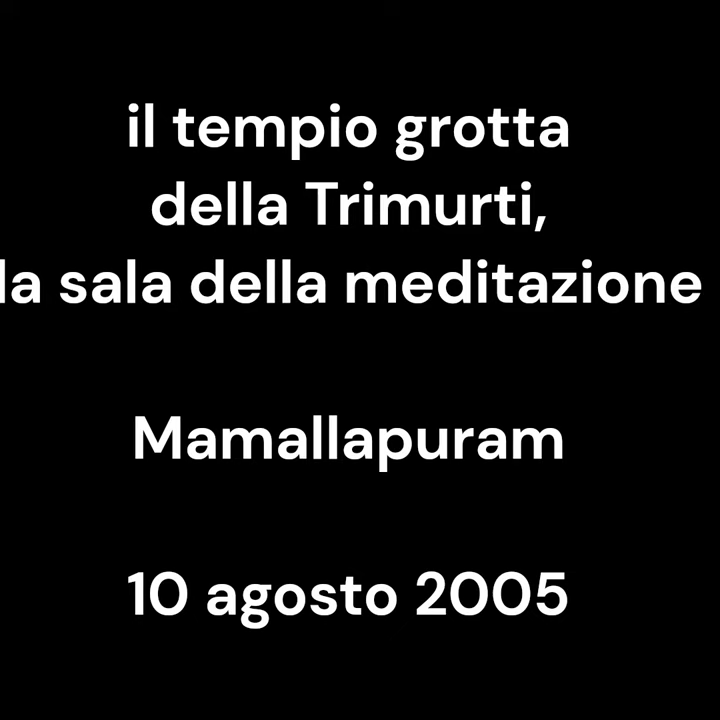 il tempio grotta
della Trimurti,
la sala della meditazione
Mamallapuram
10 agosto 2005